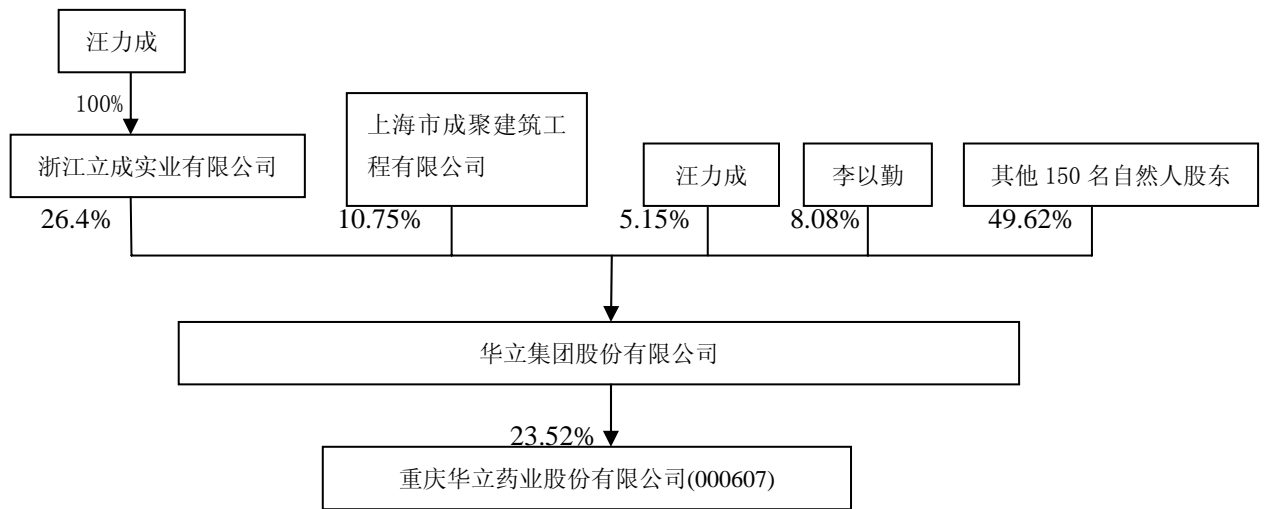 汪力成
100%
浙江立成实业有限公司
上海市成聚建筑工
程有限公司
汪力成
李以勤
其他 150 名自然人股东
26.4%
10.75%
5.15%
8.08%
49.62%
华立集团股份有限公司
23.52%
重庆华立药业股份有限公司(000607)